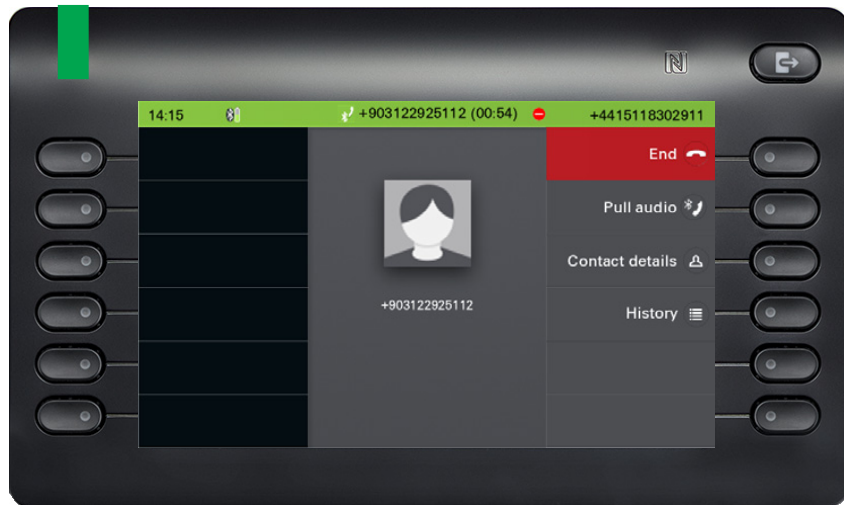 14:15 +903122925112 (00:54) +4415118302911
End
Pull audio
Contact details
+903122925112
History